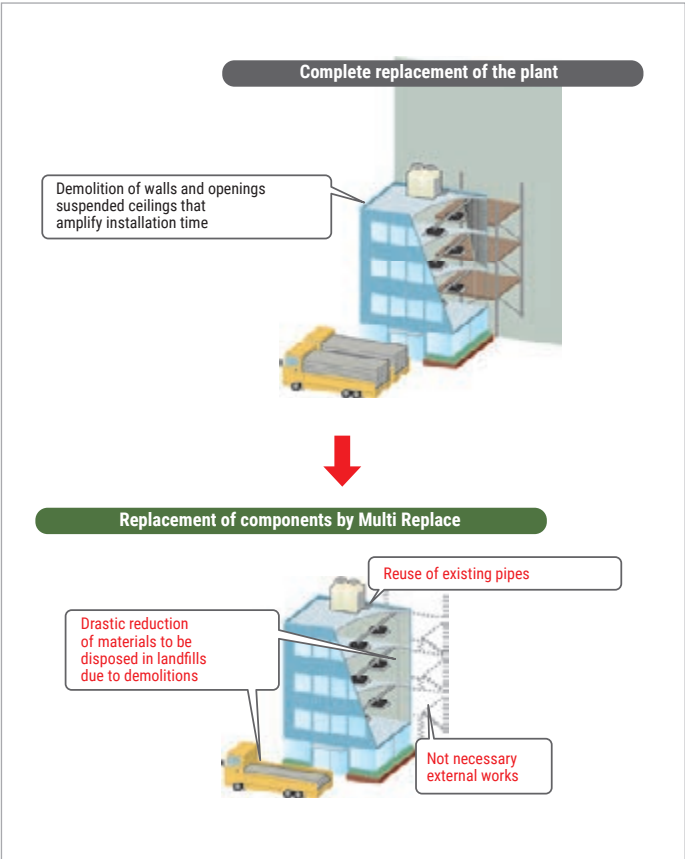 Complete replacement of the plant
Demolition of walls and openings
suspended ceilings that
amplify installation time
Replacement of components by Multi Replace
Reuse of existing pipes
Drastic reduction
of materials to be
disposed in landfills
due to demolitions
Not necessary
external works